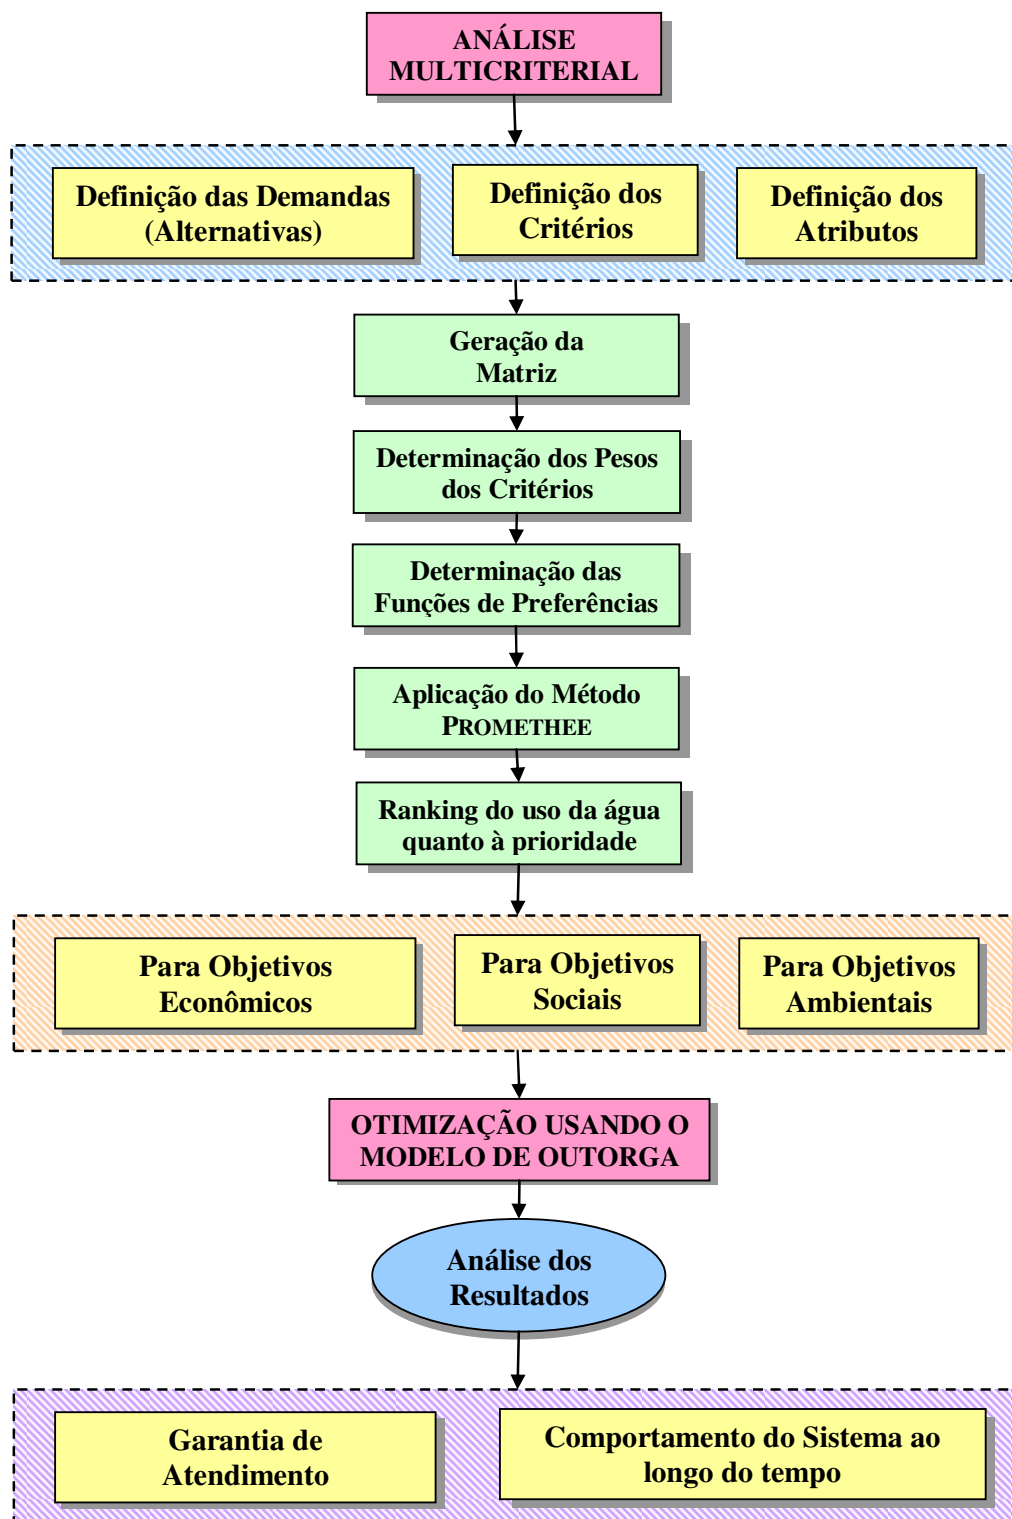 ANÁLISE
MULTICRITERIAL
Definição das Demandas
(Alternativas)
Definição dos
Critérios
Definição dos
Atributos
Geração da
Matriz
Determinação dos Pesos
dos Critérios
Determinação das
Funções de Preferências
Aplicação do Método
PROMETHEE
Ranking do uso da água
quanto à prioridade
Para Objetivos
Econômicos
Para Objetivos
Sociais
Para Objetivos
Ambientais
OTIMIZAÇÃO USANDO O
MODELO DE OUTORGA
Análise dos
Resultados
Garantia de
Atendimento
Comportamento do Sistema ao
longo do tempo